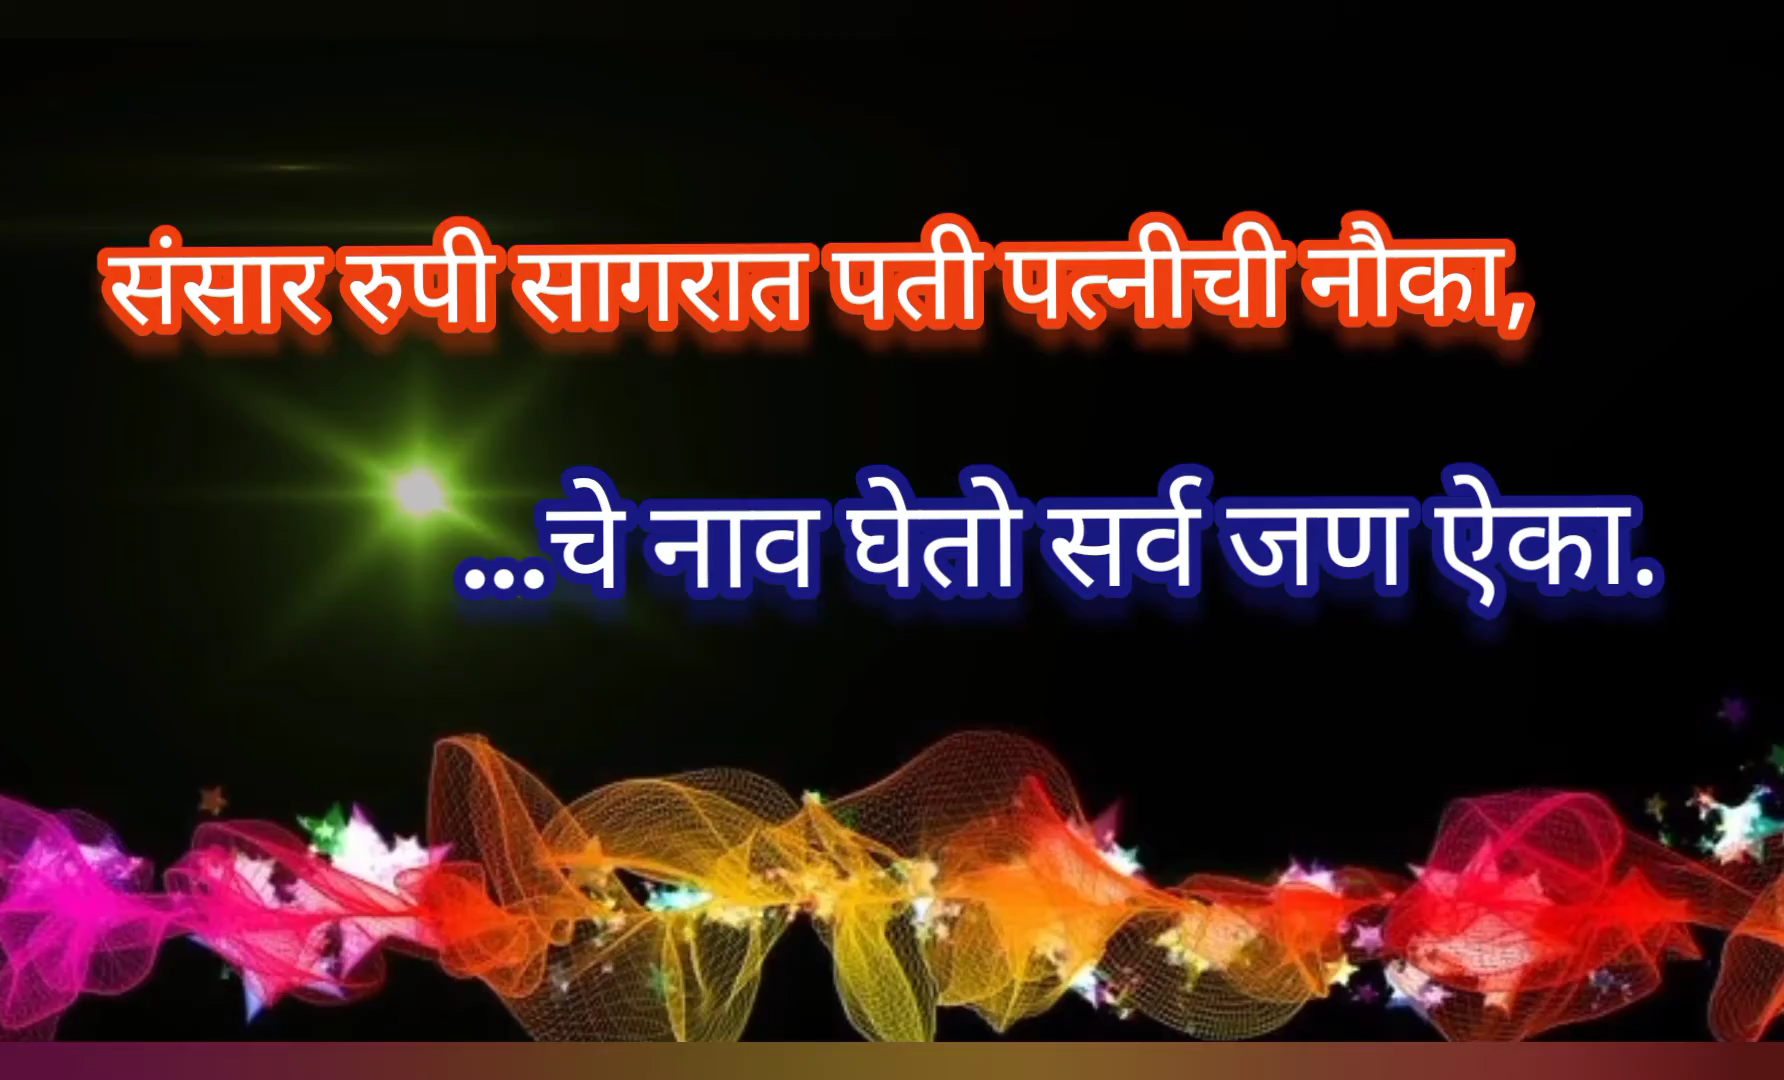 संसार रुपी सागरात पती पत्नीची नौका,
...चे नाव घेतो सर्व जण ऐका.